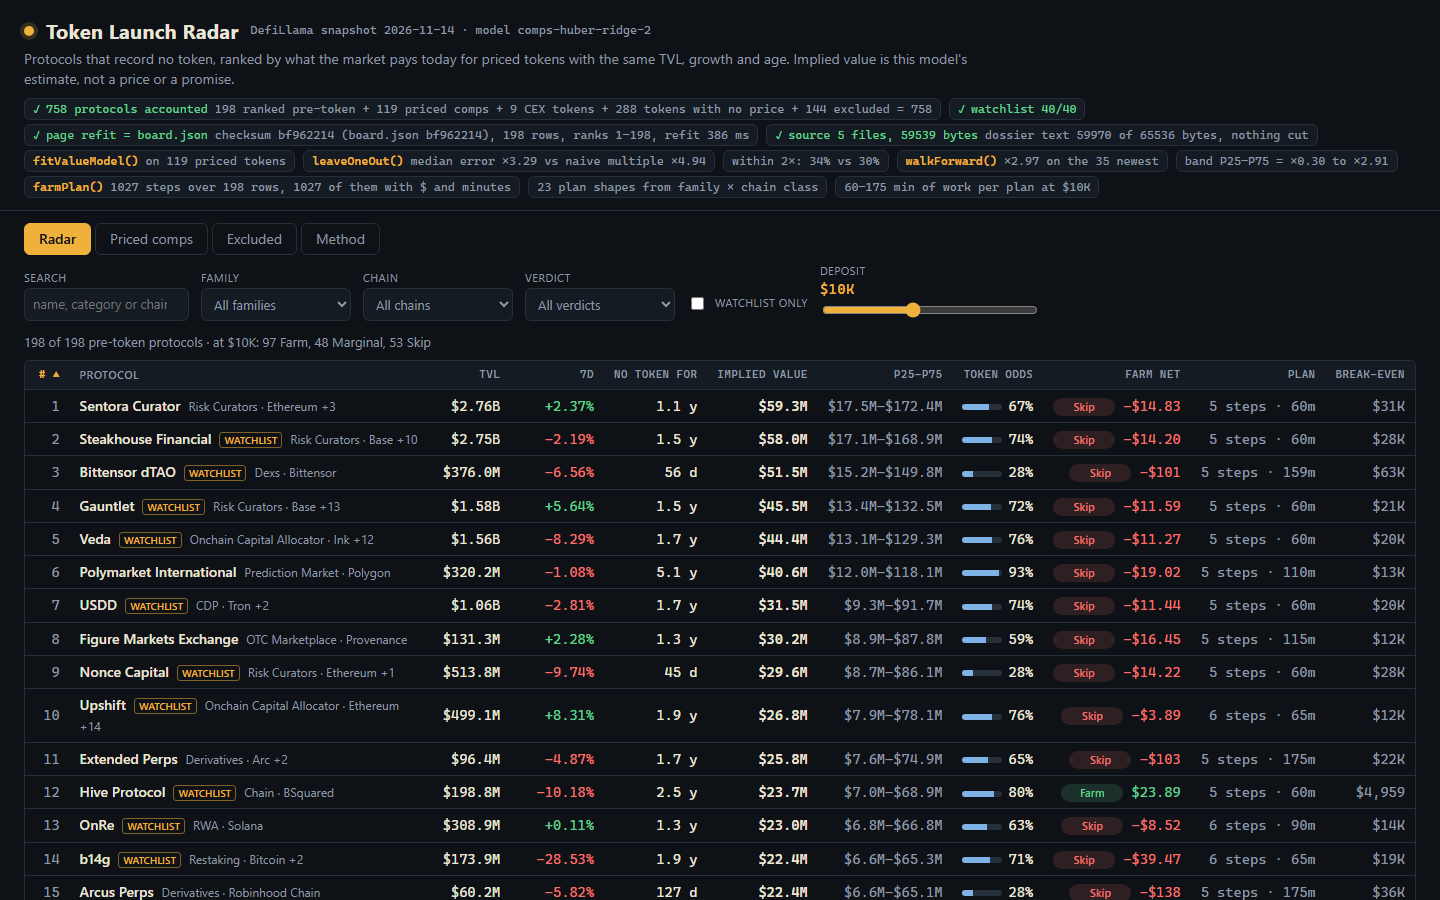 Token Launch Radar DefiLlama snapshot 2026-11-14 · model comps-huber-ridge-2
Protocols that record no token, ranked by what the market pays today for priced tokens with the same TVL, growth and age. Implied value is this model's
estimate, not a price or a promise.
✓ 758 protocols accounted 198 ranked pre-token + 119 priced comps + 9 CEX tokens + 288 tokens with no price + 144 excluded = 758 ✓ watchlist 40/40
✓ page refit = board.json checksum bf962214 (board.json bf962214), 198 rows, ranks 1–198, refit 386 ms ✓ source 5 files, 59539 bytes dossier text 59970 of 65536 bytes, nothing cut
fitValueModel() on 119 priced tokens leaveOneOut() median error ×3.29 vs naive multiple ×4.94 within 2×: 34% vs 30% walkForward() ×2.97 on the 35 newest band P25–P75 = ×0.30 to ×2.91
farmPlan() 1027 steps over 198 rows, 1027 of them with $ and minutes 23 plan shapes from family × chain class 60–175 min of work per plan at $10K
Radar Priced comps Excluded Method
SEARCH FAMILY CHAIN VERDICT DEPOSIT
name, category or chair All families All chains All verdicts WATCHLIST ONLY $10K
198 of 198 pre-token protocols · at $10K: 97 Farm, 48 Marginal, 53 Skip
# ▲ PROTOCOL TVL 7D NO TOKEN FOR IMPLIED VALUE P25–P75 TOKEN ODDS FARM NET PLAN BREAK-EVEN
1 Sentora Curator Risk Curators · Ethereum +3 $2.76B +2.37% 1.1 y $59.3M $17.5M–$172.4M 67% Skip −$14.83 5 steps · 60m $31K
2 Steakhouse Financial WATCHLIST Risk Curators · Base +10 $2.75B −2.19% 1.5 y $58.0M $17.1M–$168.9M 74% Skip −$14.20 5 steps · 60m $28K
3 Bittensor dTAO WATCHLIST Dexs · Bittensor $376.0M −6.56% 56 d $51.5M $15.2M–$149.8M 28% Skip −$101 5 steps · 159m $63K
4 Gauntlet WATCHLIST Risk Curators · Base +13 $1.58B +5.64% 1.5 y $45.5M $13.4M–$132.5M 72% Skip −$11.59 5 steps · 60m $21K
5 Veda WATCHLIST Onchain Capital Allocator · Ink +12 $1.56B −8.29% 1.7 y $44.4M $13.1M–$129.3M 76% Skip −$11.27 5 steps · 60m $20K
6 Polymarket International Prediction Market · Polygon $320.2M −1.08% 5.1 y $40.6M $12.0M–$118.1M 93% Skip −$19.02 5 steps · 110m $13K
7 USDD WATCHLIST CDP · Tron +2 $1.06B −2.81% 1.7 y $31.5M $9.3M–$91.7M 74% Skip −$11.44 5 steps · 60m $20K
8 Figure Markets Exchange OTC Marketplace · Provenance $131.3M +2.28% 1.3 y $30.2M $8.9M–$87.8M 59% Skip −$16.45 5 steps · 115m $12K
9 Nonce Capital WATCHLIST Risk Curators · Ethereum +1 $513.8M −9.74% 45 d $29.6M $8.7M–$86.1M 28% Skip −$14.22 5 steps · 60m $28K
10 Upshift WATCHLIST Onchain Capital Allocator · Ethereum +14 $499.1M +8.31% 1.9 y $26.8M $7.9M–$78.1M 76% Skip −$3.89 6 steps · 65m $12K
11 Extended Perps Derivatives · Arc +2 $96.4M −4.87% 1.7 y $25.8M $7.6M–$74.9M 65% Skip −$103 5 steps · 175m $22K
12 Hive Protocol WATCHLIST Chain · BSquared $198.8M −10.18% 2.5 y $23.7M $7.0M–$68.9M 80% Farm $23.89 5 steps · 60m $4,959
13 OnRe WATCHLIST RWA · Solana $308.9M +0.11% 1.3 y $23.0M $6.8M–$66.8M 63% Skip −$8.52 6 steps · 90m $14K
14 b14g WATCHLIST Restaking · Bitcoin +2 $173.9M −28.53% 1.9 y $22.4M $6.6M–$65.3M 71% Skip −$39.47 6 steps · 65m $19K
15 Arcus Perps Derivatives · Robinhood Chain $60.2M −5.82% 127 d $22.4M $6.6M–$65.1M 28% Skip −$138 5 steps · 175m $36K